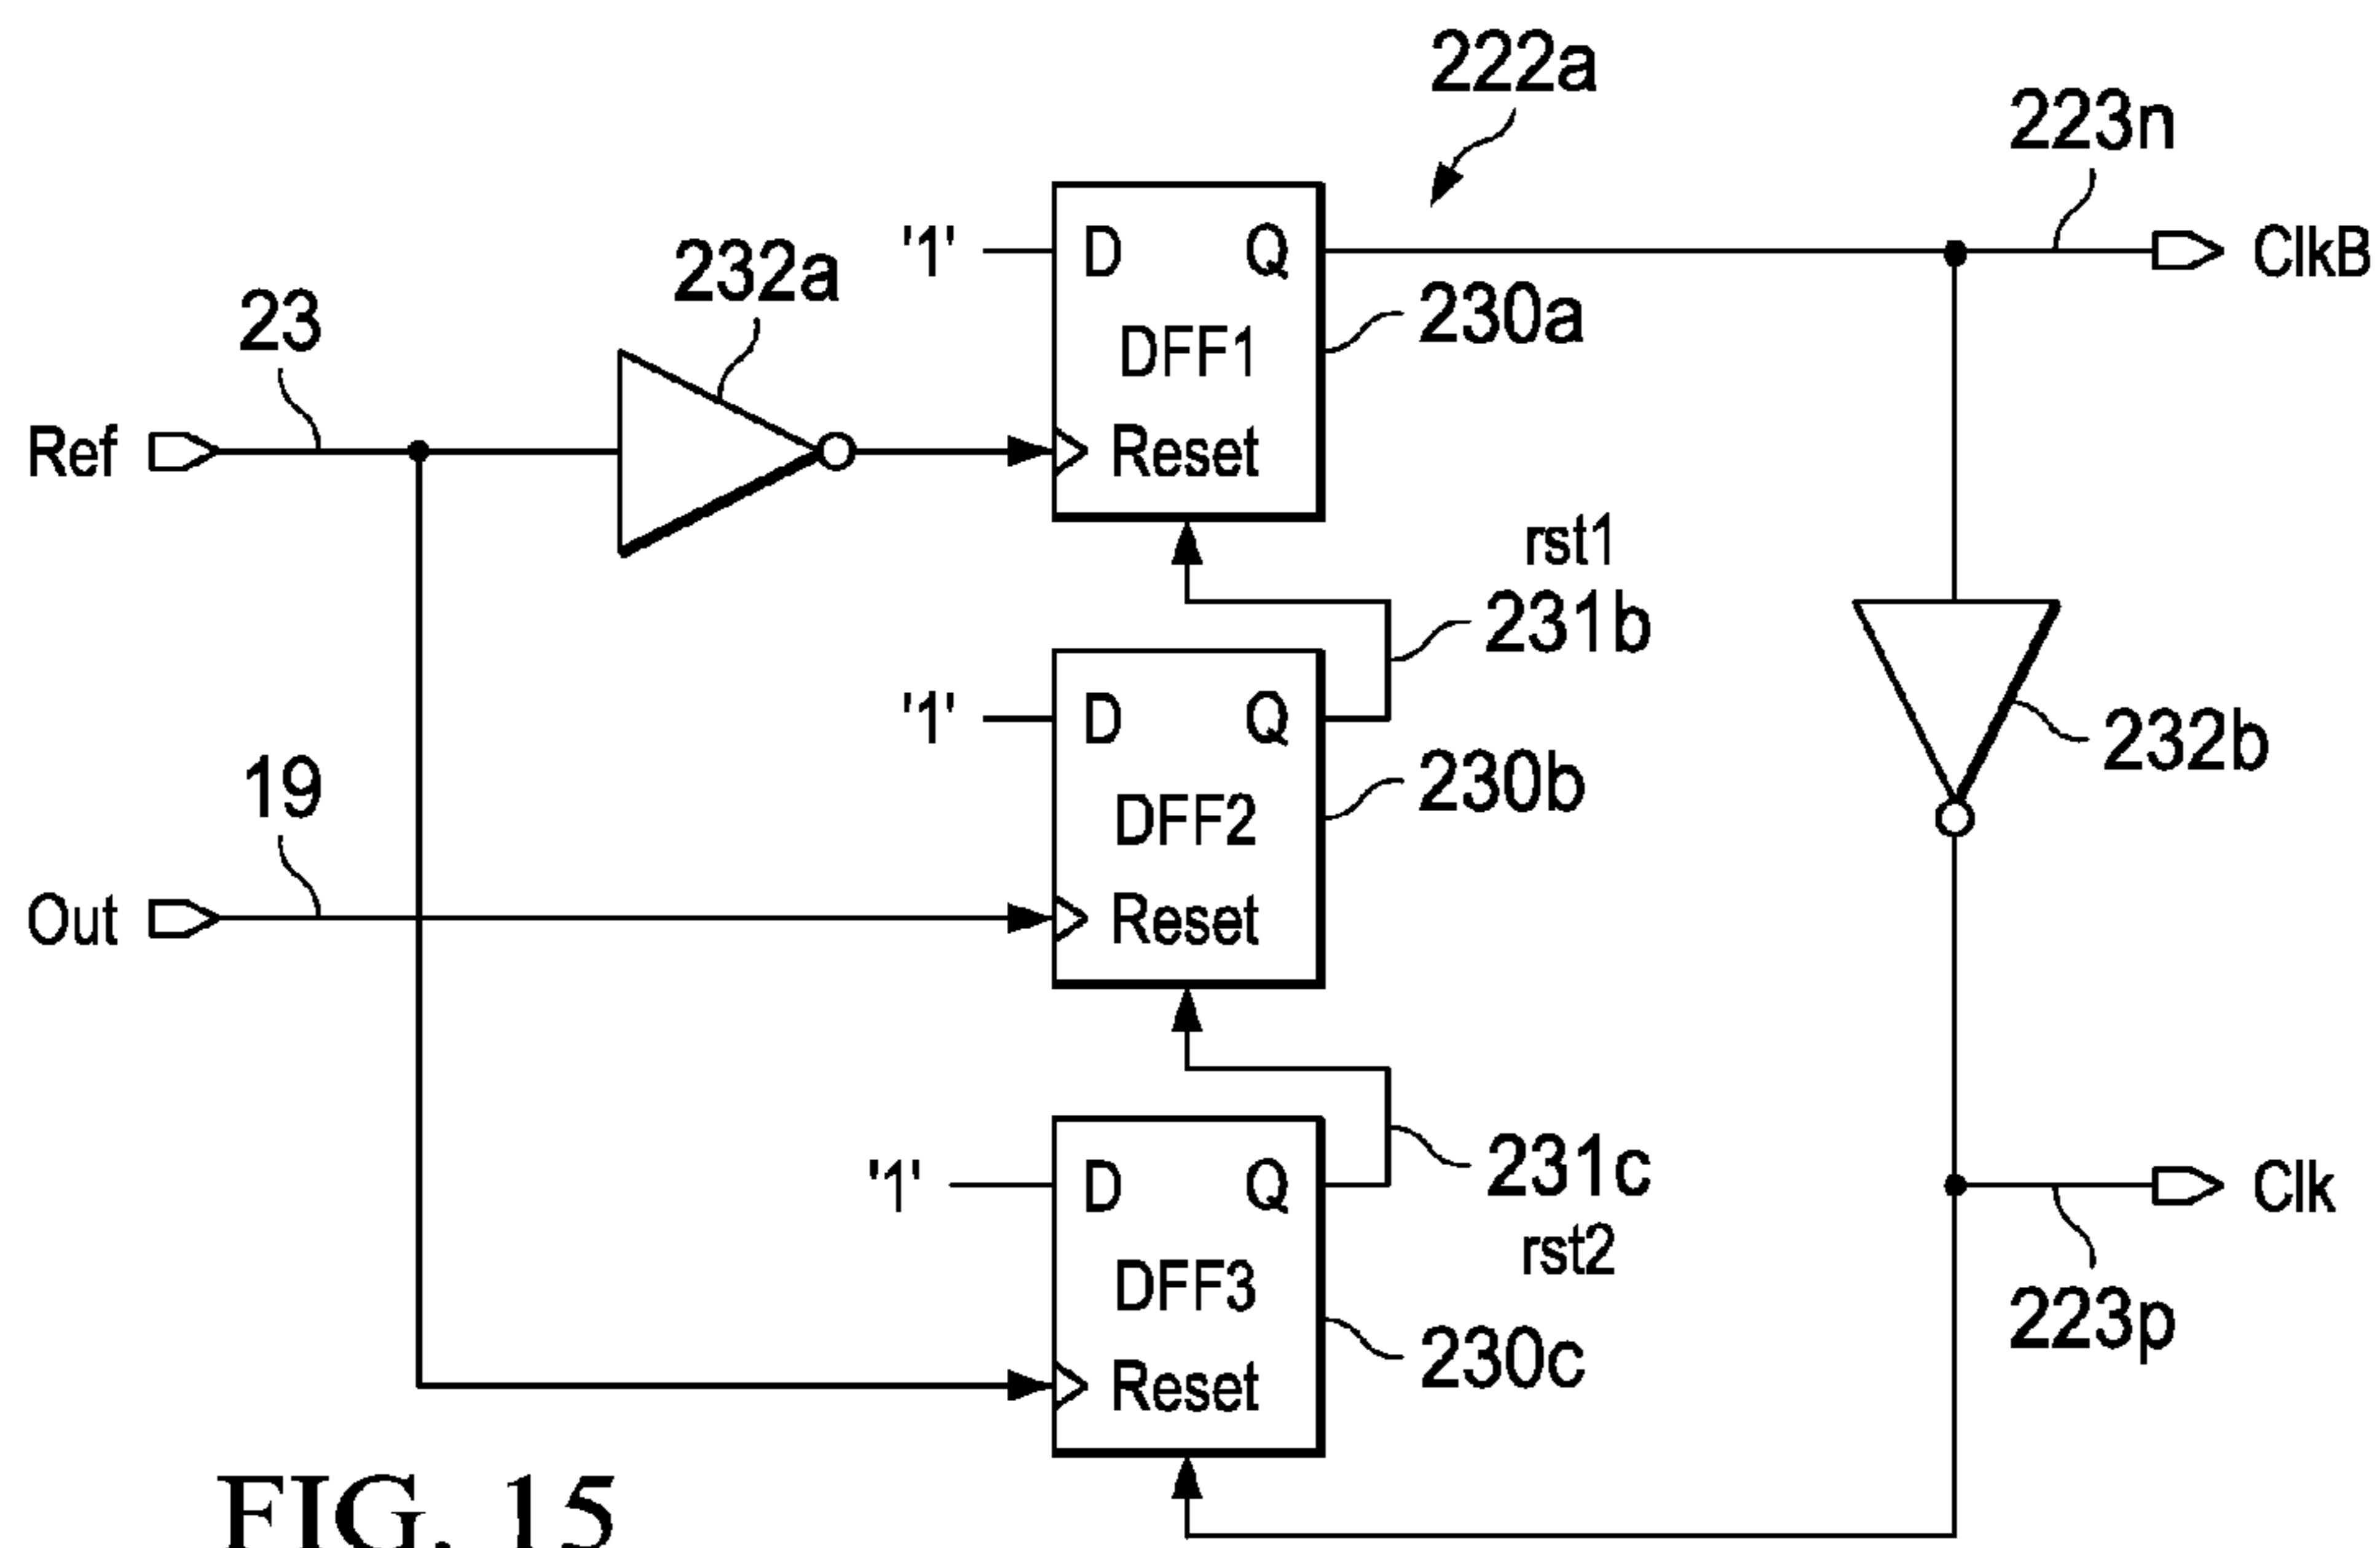 222a
223n
'1' D Q ClkB
232a
230a
23
DFF1
Ref Reset
rst1
231b
'1' D Q
232b
19
230b
DFF2
Out Reset
231c
'1' D Q Clk
rst2
DFF3
223p
230c
Reset
FIG. 15